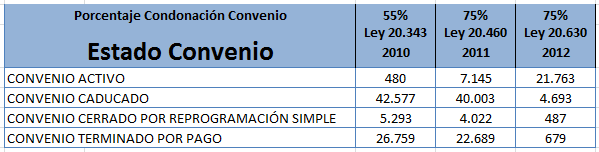 Porcentaje Condonación Convenio 55% 75% 75%
Ley 20.343 Ley 20.460 Ley 20.630
Estado Convenio 2010 2011 2012
CONVENIO ACTIVO 480 7.145 21.763
CONVENIO CADUCADO 42.577 40.003 4.693
CONVENIO CERRADO POR REPROGRAMACIÓN SIMPLE 5.293 4.022 487
CONVENIO TERMINADO POR PAGO 26.759 22.689 679